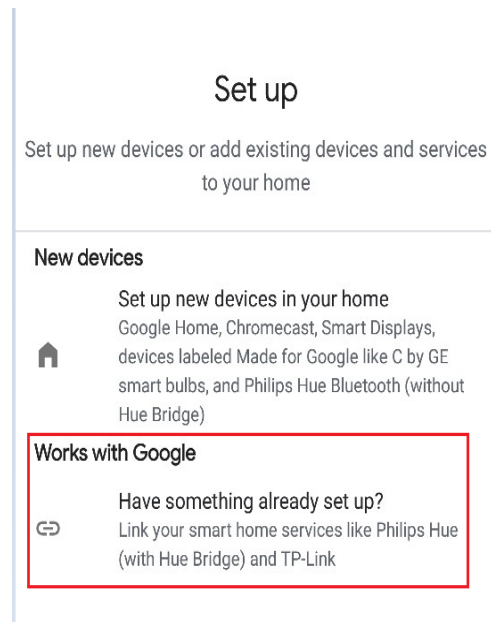 Set up
Set up new devices or add existing devices and services
to your home
New devices
Set up new devices in your home
Google Home, Chromecast, Smart Displays,
devices labeled Made for Google like C by GE
smart bulbs, and Philips Hue Bluetooth (without
Hue Bridge)
Works with Google
Have something already set up?
Link your smart home services like Philips Hue
(with Hue Bridge) and TP-Link